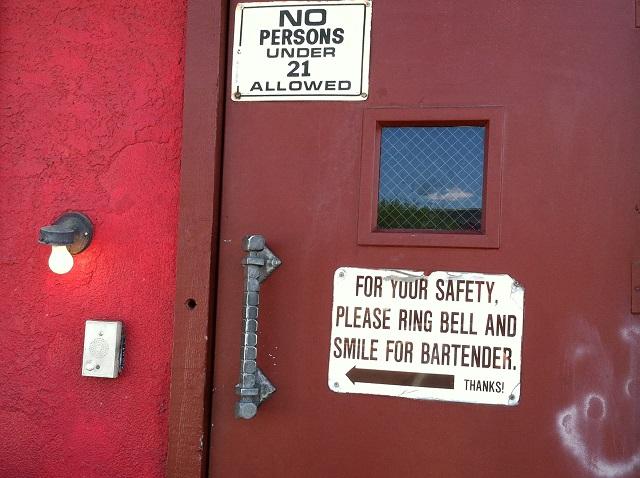 NO
PERSONS
UNDER
21
ALLOWED
FOR YOUR SAFETY,
PLEASE RING BELL AND
SMILE FOR BARTENDER.
THANKS!